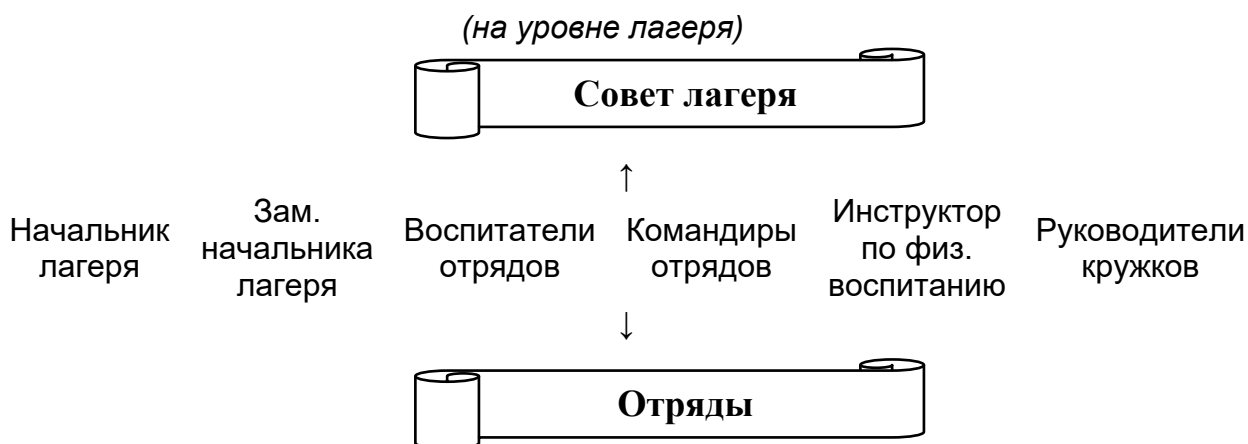 (на уровне лагеря)
Совет лагеря
↑
Начальник
лагеря
Зам.
начальника
лагеря
Воспитатели
отрядов
Командиры
отрядов
Инструктор
по физ.
воспитанию
Руководители
кружков
↓
Отряды